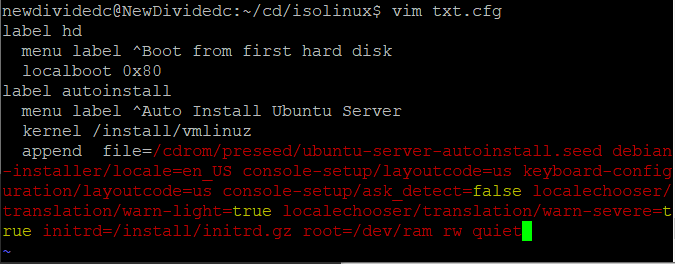 newdividedc@NewDividedc:~/cd/isolinux$ vim txt.cfg
label hd
  menu label ^Boot from first hard disk
  localboot 0x80
label autoinstall
  menu label ^Auto Install Ubuntu Server
  kernel /install/vmlinuz
  append  file=/cdrom/preseed/ubuntu-server-autoinstall.seed debian
-installer/locale=en_US console-setup/layoutcode=us keyboard-config
uration/layoutcode=us console-setup/ask_detect=false localechooser/
translation/warn-light=true localechooser/translation/warn-severe=t
rue initrd=/install/initrd.gz root=/dev/ram rw quiet
~